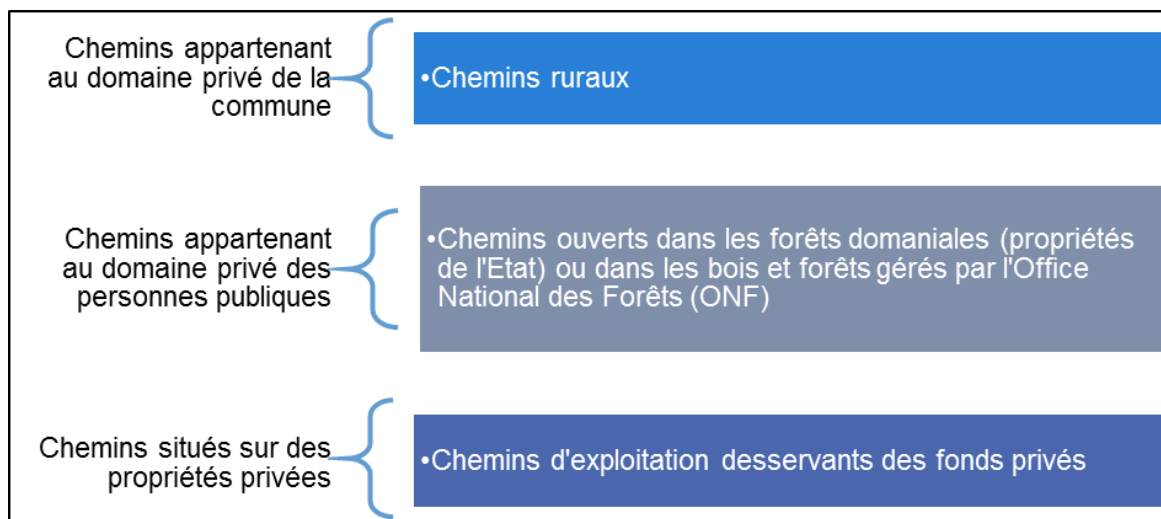 Chemins appartenant
au domaine privé de la
commune
•Chemins ruraux
Chemins appartenant
au domaine privé des
personnes publiques
•Chemins ouverts dans les forêts domaniales (propriétés
de l'Etat) ou dans les bois et forêts gérés par l'Office
National des Forêts (ONF)
Chemins situés sur des
propriétés privées
•Chemins d'exploitation desservants des fonds privés